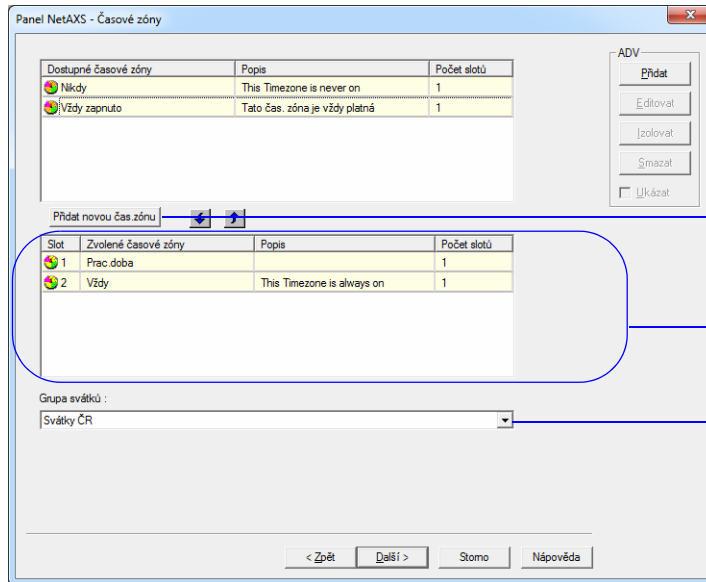 Panel NetAXS - Časové zóny
Dostupné časové zóny Popis Počet slotů
Nikdy This Timezone is never on 1
Vždy zapnuto Tato čas. zóna je vždy platná 1
ADV
Přidat
Editovat
Izolovat
Smazat
Ukázat
Přidat novou čas.zónu
Slot Zvolené časové zóny Popis Počet slotů
1 Prac.doba 1
2 Vždy This Timezone is always on 1
Grupa svátků :
Svátky ČR
< Zpět Další > Storno Nápověda